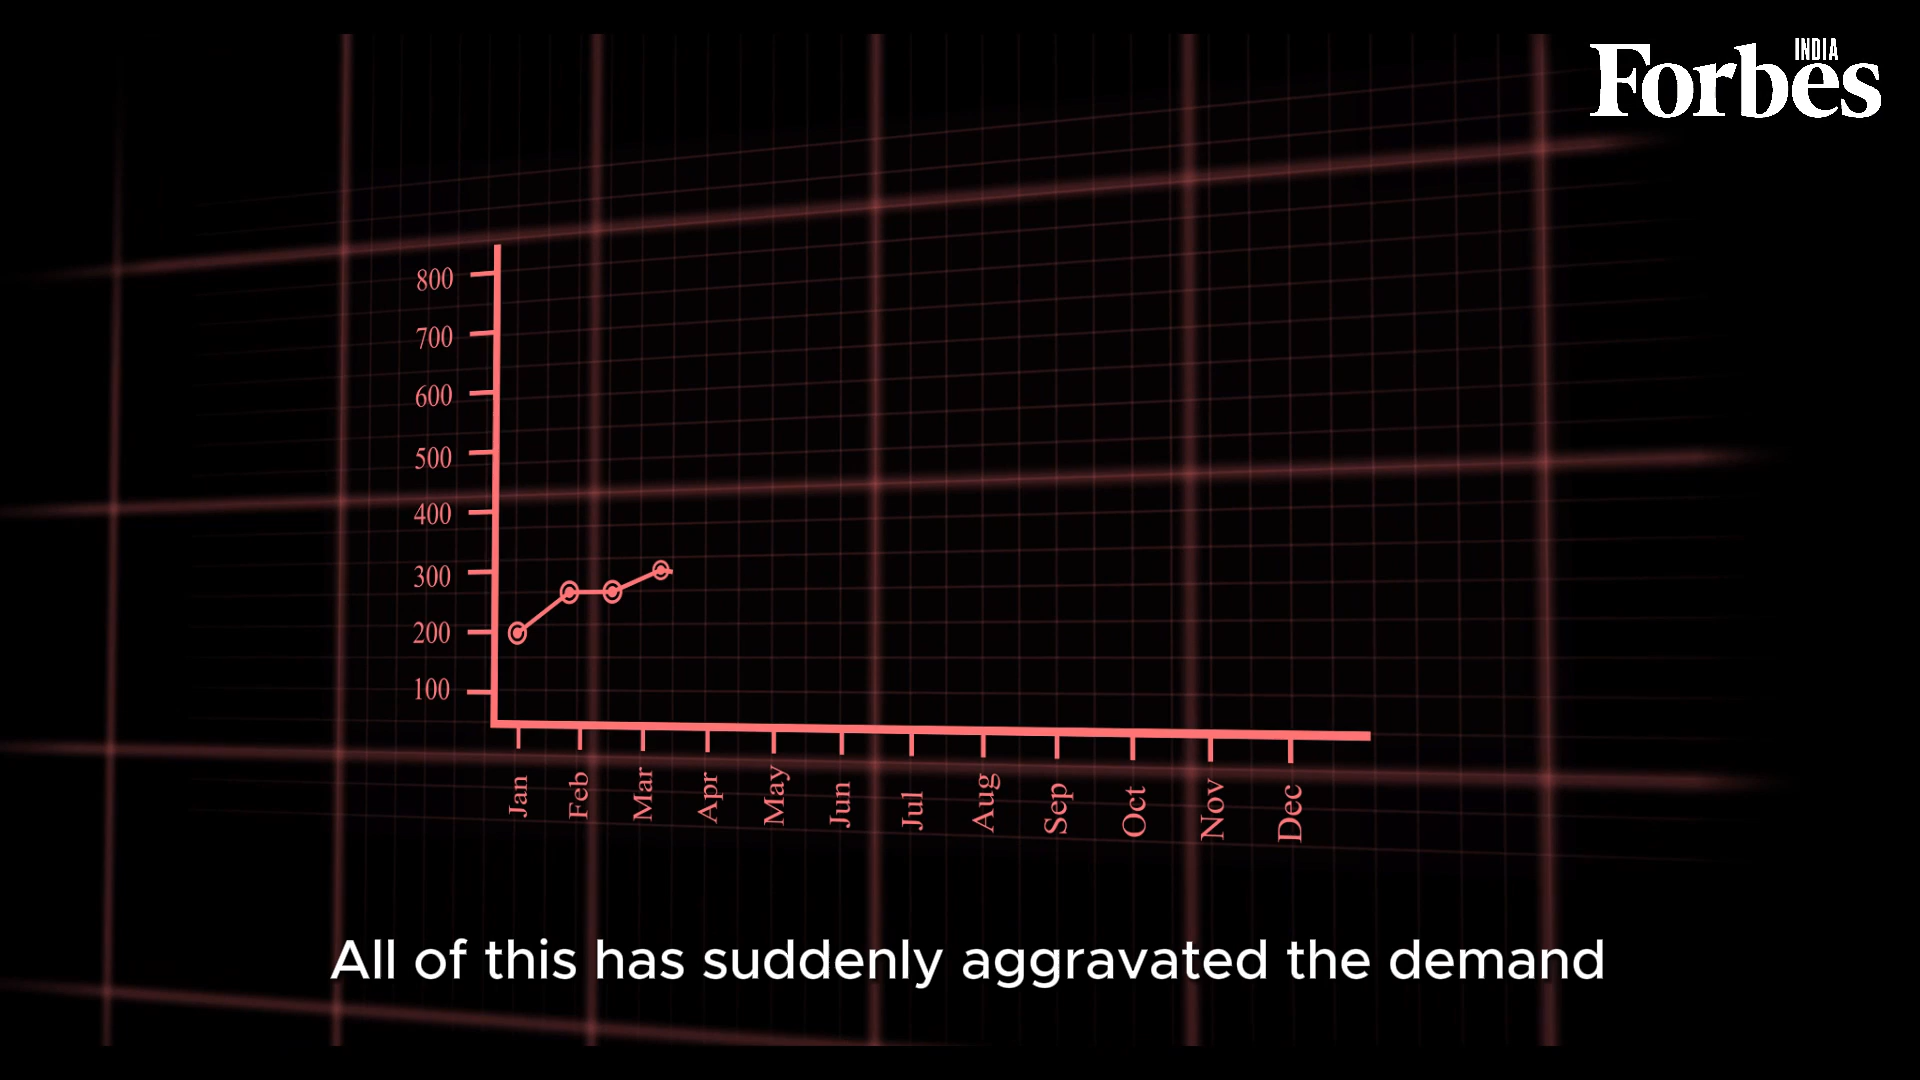 INDIA
Forbes
800
700
600
500
400
300
200
100
Jan
Feb
Mar
Apr
May
Jun
Jul
Aug
Sep
Oct
Nov
Dec
All of this has suddenly aggravated the demand